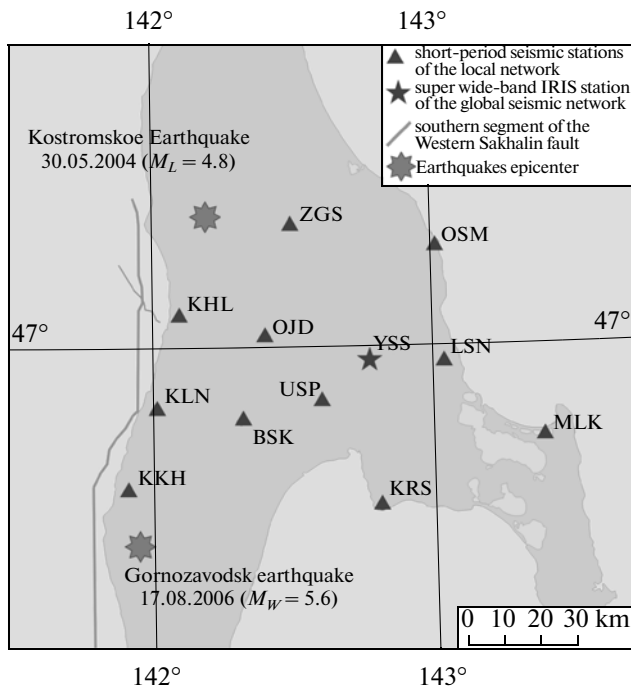 142°
143°
short-period seismic stations
of the local network
super wide-band IRIS station
of the global seismic network
southern segment of the
Western Sakhalin fault
Earthquakes epicenter
Kostromskoe Earthquake
30.05.2004 (M_L = 4.8)
ZGS
OSM
KHL
OJD
47°
47°
YSS
LSN
KLN
USP
BSK
MLK
KKH
KRS
Gornozavodsk earthquake
17.08.2006 (M_W = 5.6)
0 10 20 30 km
142°
143°